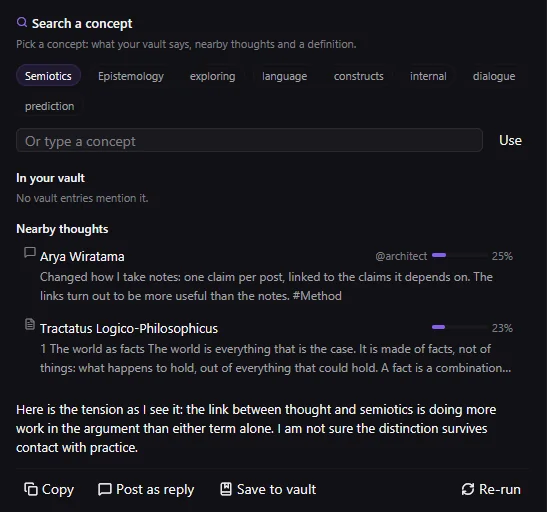 Search a concept
Pick a concept: what your vault says, nearby thoughts and a definition.
Semiotics Epistemology exploring language constructs internal dialogue
prediction
Or type a concept Use
In your vault
No vault entries mention it.
Nearby thoughts
Arya Wiratama @architect 25%
Changed how I take notes: one claim per post, linked to the claims it depends on. The
links turn out to be more useful than the notes. #Method
Tractatus Logico-Philosophicus 23%
1 The world as facts The world is everything that is the case. It is made of facts, not of
things: what happens to hold, out of everything that could hold. A fact is a combination...
Here is the tension as I see it: the link between thought and semiotics is doing more
work in the argument than either term alone. I am not sure the distinction survives
contact with practice.
Copy Post as reply Save to vault Re-run